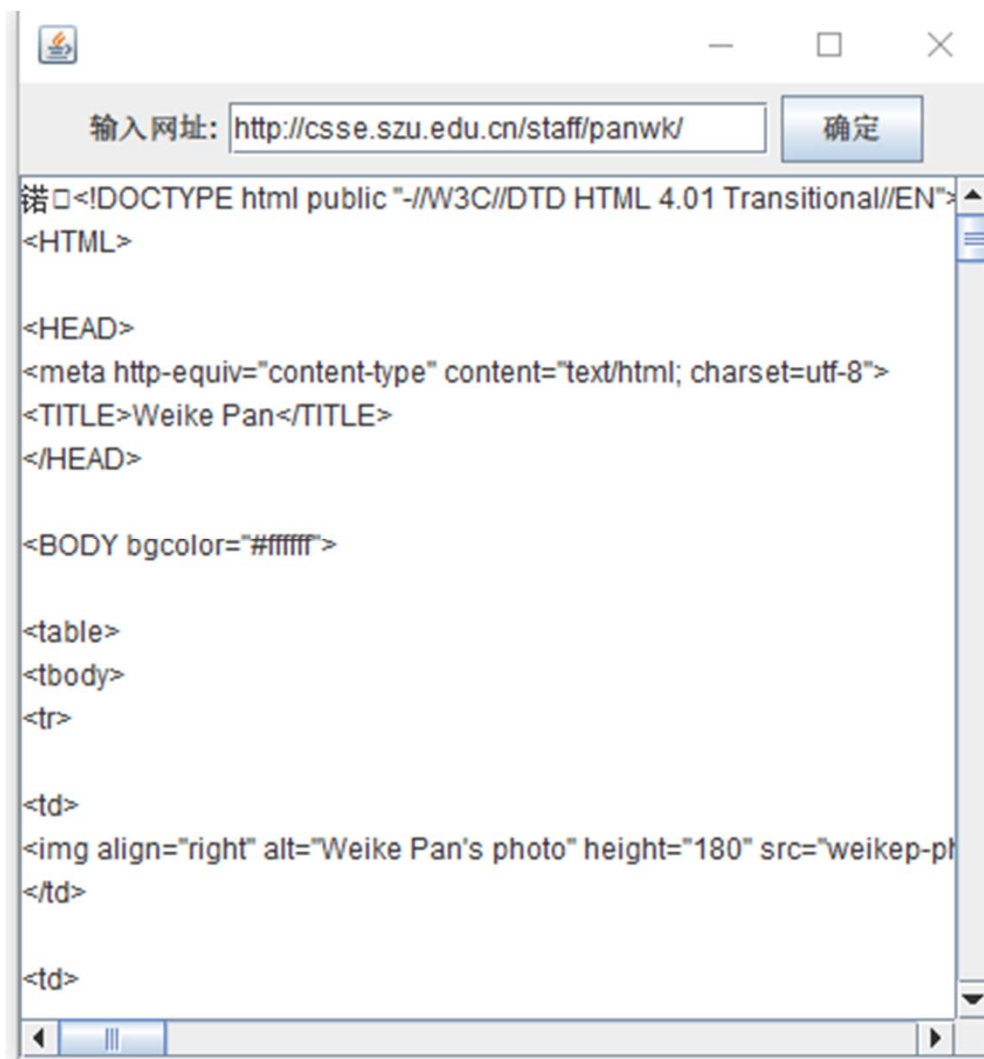 输入网址: http://csse.szu.edu.cn/staff/panwk/ 确定
锘□<!DOCTYPE html public "-//W3C//DTD HTML 4.01 Transitional//EN">
<HTML>
<HEAD>
<meta http-equiv="content-type" content="text/html; charset=utf-8">
<TITLE>Weike Pan</TITLE>
</HEAD>
<BODY bgcolor="#ffffff">
<table>
<tbody>
<tr>
<td>
<img align="right" alt="Weike Pan's photo" height="180" src="weikep-ph
</td>
<td>